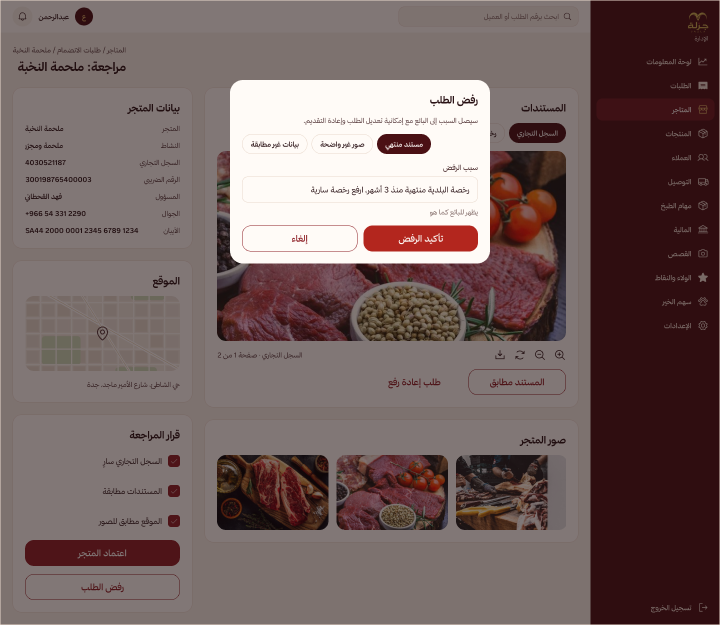 جزلة
الإدارة
لوحة المعلومات
الطلبات
المتاجر
المنتجات
العملاء
التوصيل
مهام الطبخ
المالية
القصص
الولاء والنقاط
سهم الخير
الإعدادات
تسجيل الخروج
ابحث برقم الطلب أو العميل
ع
عبدالرحمن
المتاجر / طلبات الانضمام / ملحمة النخبة
مراجعة: ملحمة النخبة
المستندات
السجل التجاري
السجل التجاري · صفحة 1 من 2
المستند مطابق
طلب إعادة رفع
صور المتجر
بيانات المتجر
المتجر
ملحمة النخبة
النشاط
ملحمة ومجزر
السجل التجاري
4030521187
الرقم الضريبي
300198765400003
المسؤول
فهد القحطاني
الجوال
+966 54 331 2290
الآيبان
SA44 2000 0001 2345 6789 1234
الموقع
حي الشاطئ، شارع الأمير ماجد، جدة
قرار المراجعة
السجل التجاري سارٍ
المستندات مطابقة
الموقع مطابق للصور
اعتماد المتجر
رفض الطلب
رفض الطلب
سيصل السبب إلى البائع مع إمكانية تعديل الطلب وإعادة التقديم.
مستند منتهي
صور غير واضحة
بيانات غير مطابقة
سبب الرفض
رخصة البلدية منتهية منذ 3 أشهر. ارفع رخصة سارية
يظهر للبائع كما هو
تأكيد الرفض
إلغاء